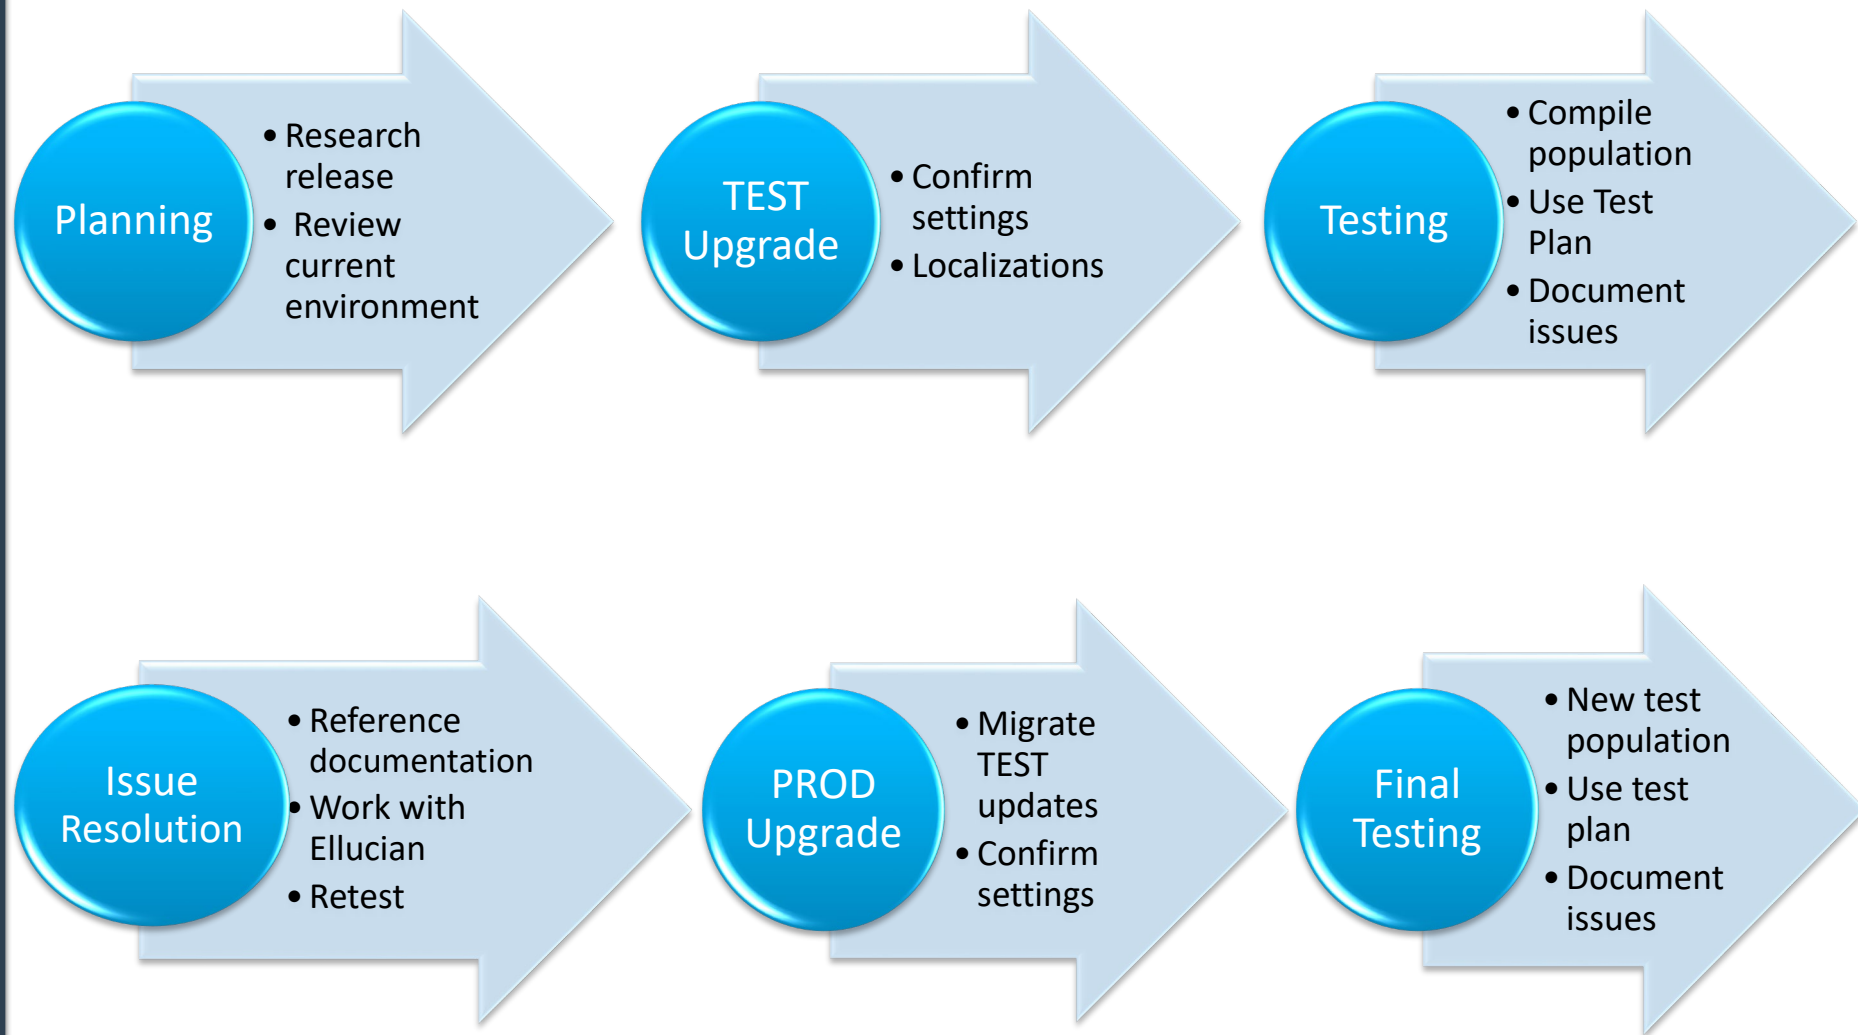 Planning
• Research
release
• Review
current
environment
TEST
Upgrade
• Confirm
settings
• Localizations
Testing
• Compile
population
• Use Test
Plan
• Document
issues
Issue
Resolution
• Reference
documentation
• Work with
Ellucian
• Retest
PROD
Upgrade
• Migrate
TEST
updates
• Confirm
settings
Final
Testing
• New test
population
• Use test
plan
• Document
issues